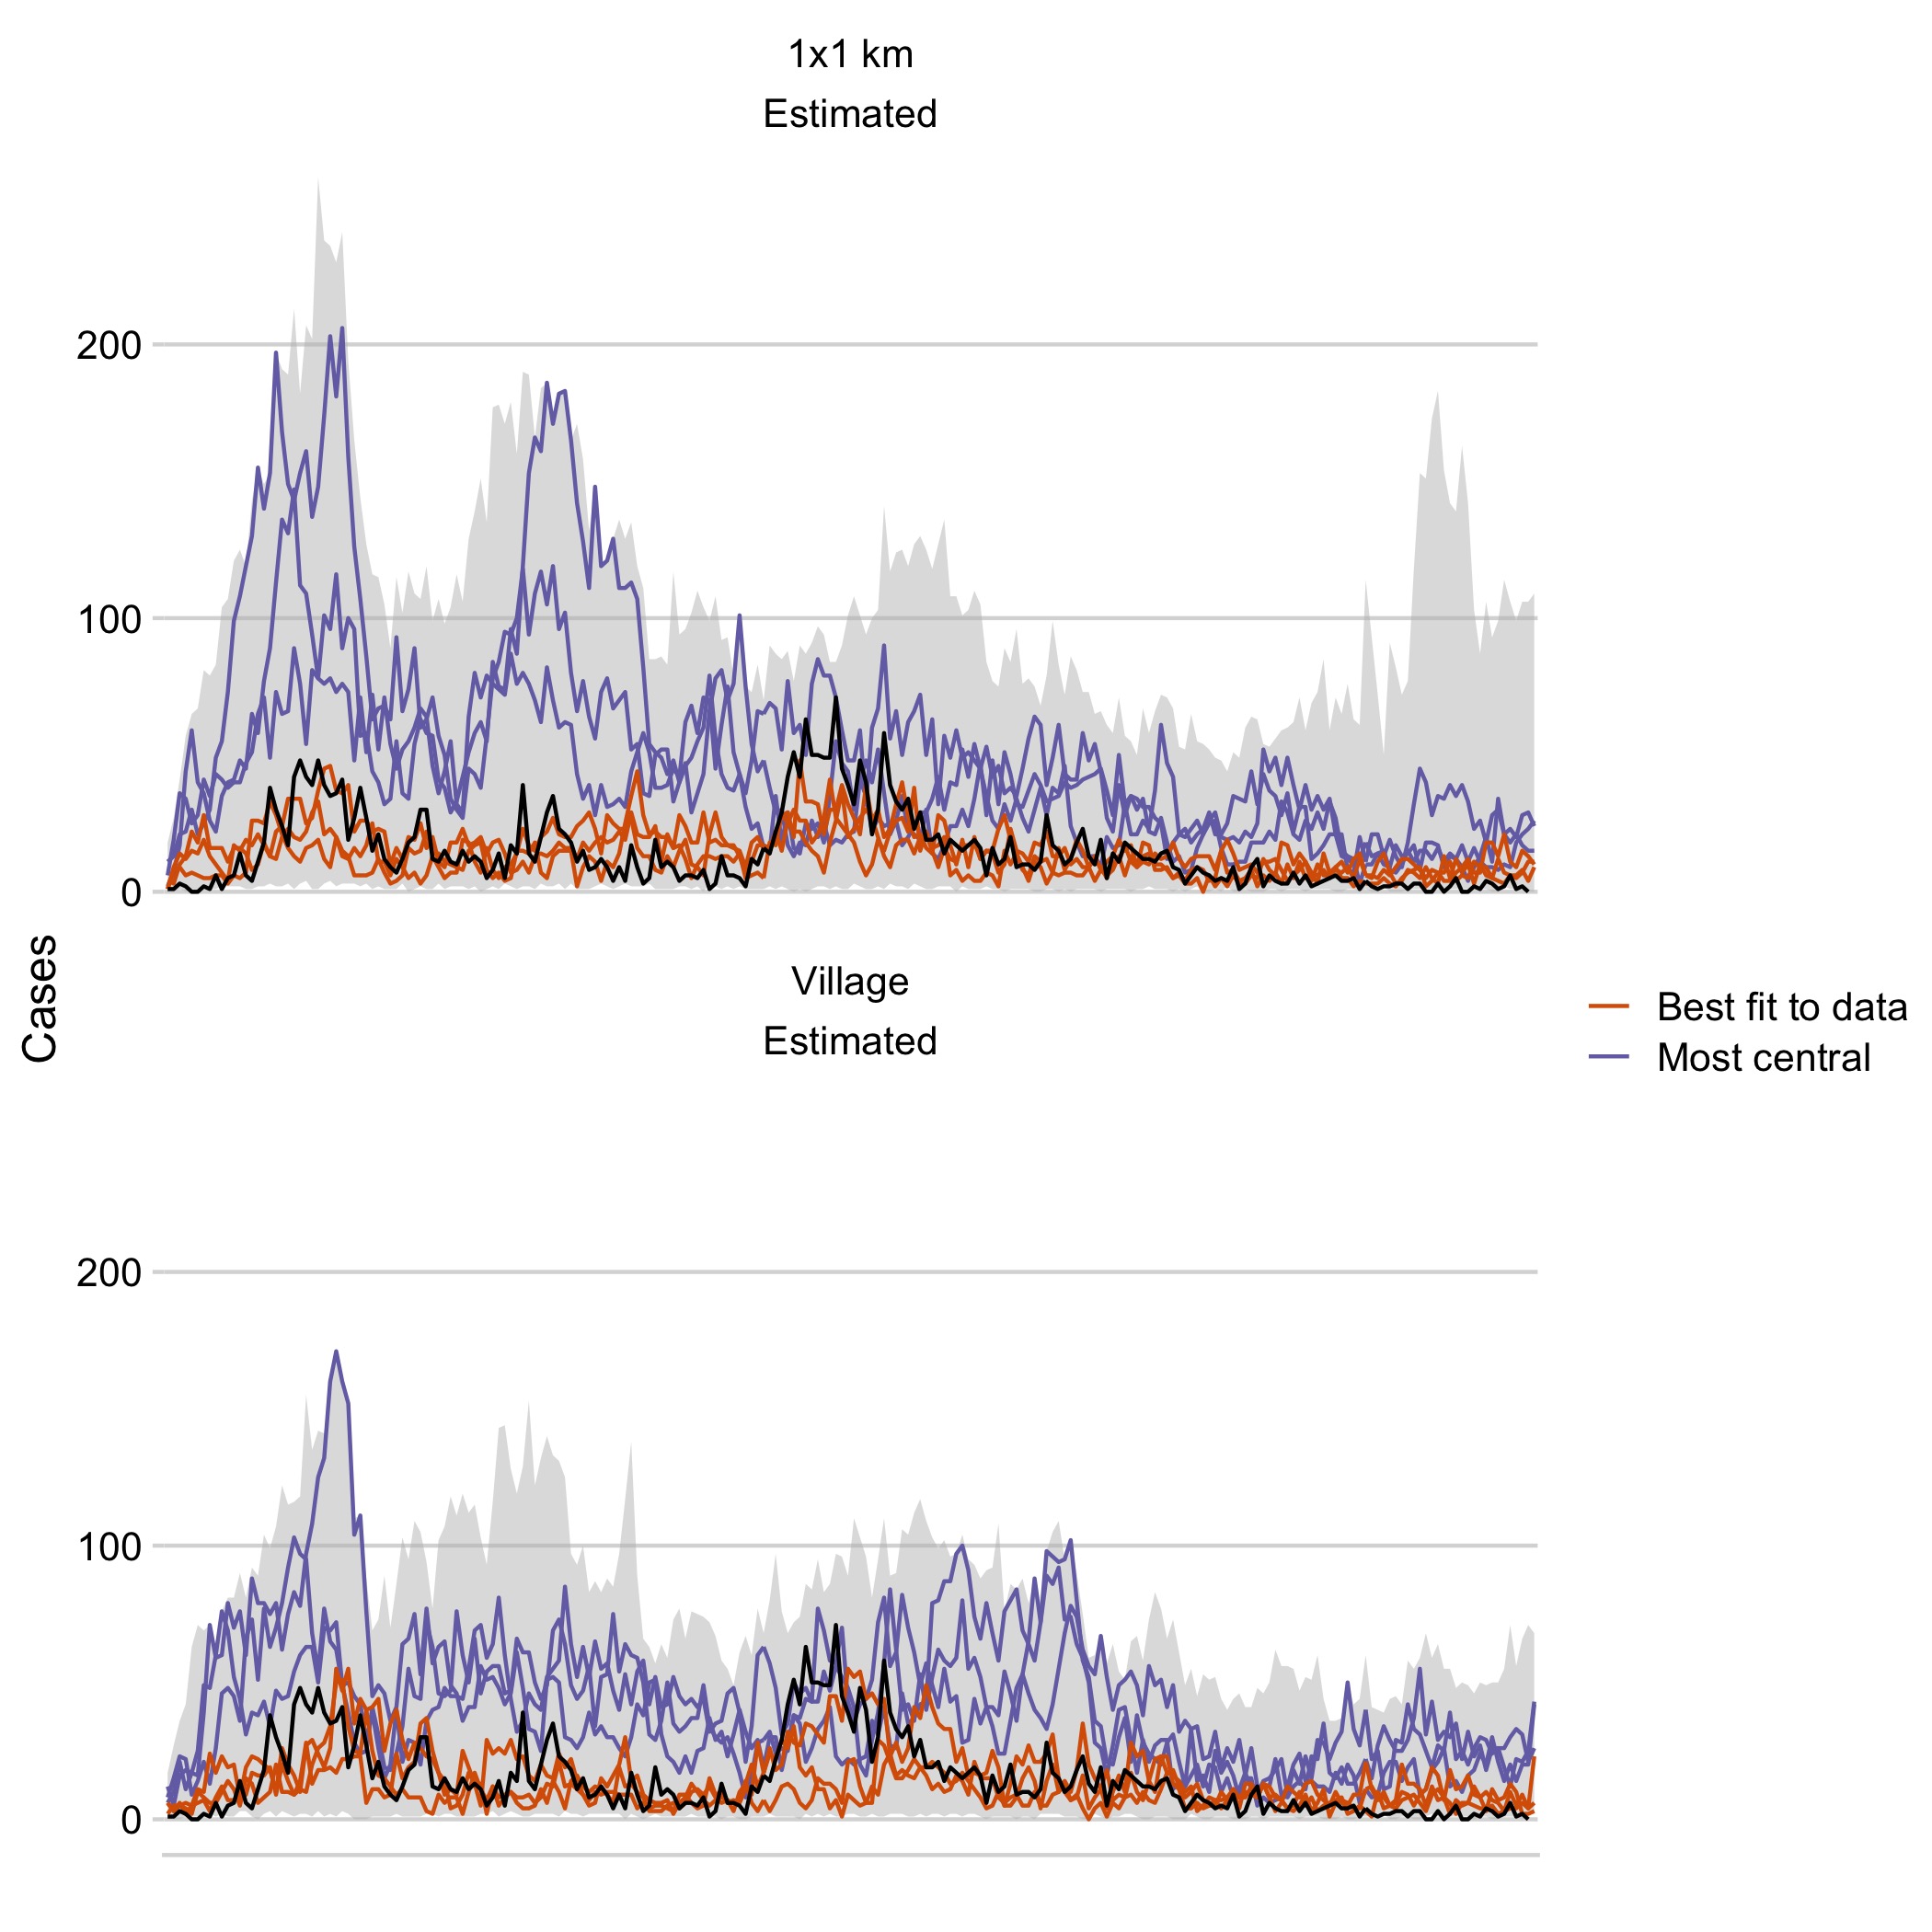 1x1 km
Estimated
200
100
0
Cases
Village
Estimated
Best fit to data
Most central
200
100
0